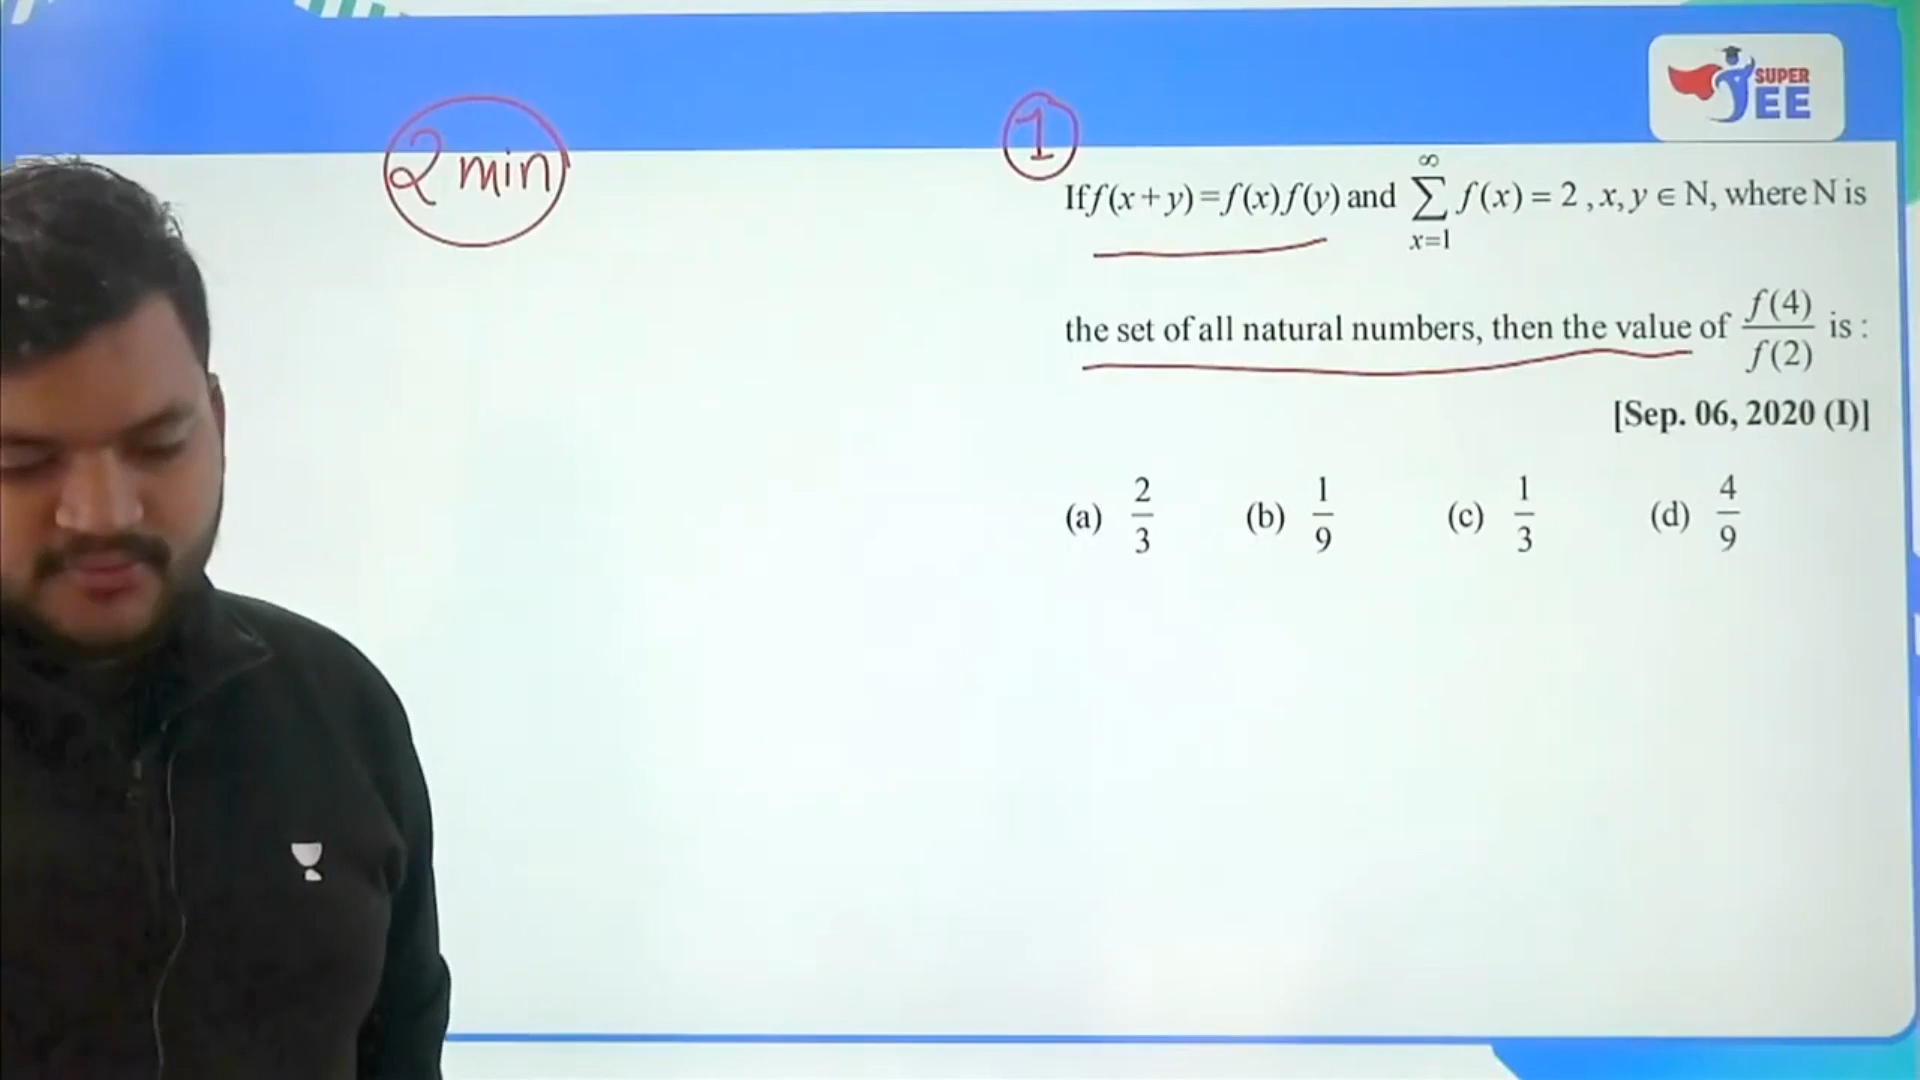 SUPER
JEE
2 min
1
If f(x+y)=f(x)f(y) and ∑_{x=1}^{∞} f(x) = 2 , x, y ∈ N, where N is
the set of all natural numbers, then the value of f(4)/f(2) is :
[Sep. 06, 2020 (I)]
(a) 2/3 (b) 1/9 (c) 1/3 (d) 4/9